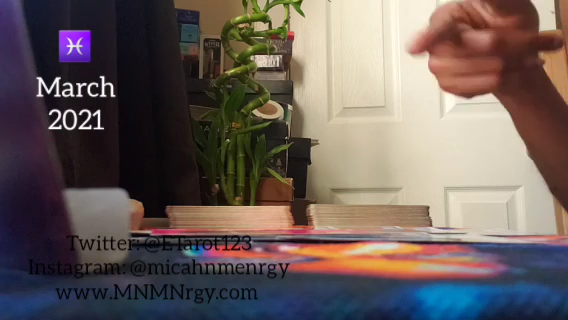 ♓
March
2021
Twitter: @ETarot123
Instagram: @micahnmenrgy
www.MNMNrgy.com